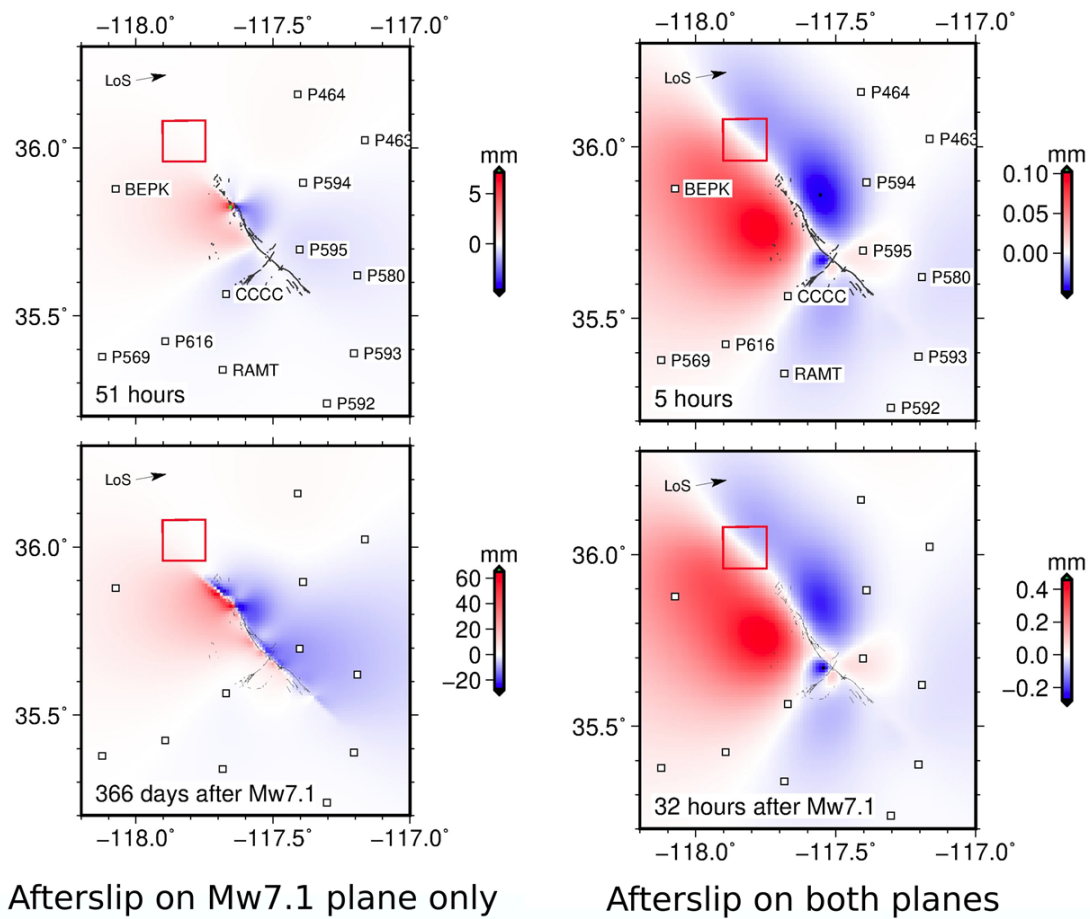 −118.0° −117.5° −117.0°
LoS
P464
36.0°
P463
BEPK
P594
P595
P580
CCCC
35.5°
P616
P593
P569
RAMT
51 hours
P592
mm
5
0
LoS
36.0°
35.5°
366 days after Mw7.1
−118.0° −117.5° −117.0°
mm
60
40
20
0
−20
Afterslip on Mw7.1 plane only
−118.0° −117.5° −117.0°
LoS
P464
36.0°
P463
BEPK
P594
P595
P580
CCCC
35.5°
P616
P593
P569
RAMT
5 hours
P592
mm
0.10
0.05
0.00
LoS
36.0°
35.5°
32 hours after Mw7.1
−118.0° −117.5° −117.0°
mm
0.4
0.2
0.0
−0.2
Afterslip on both planes